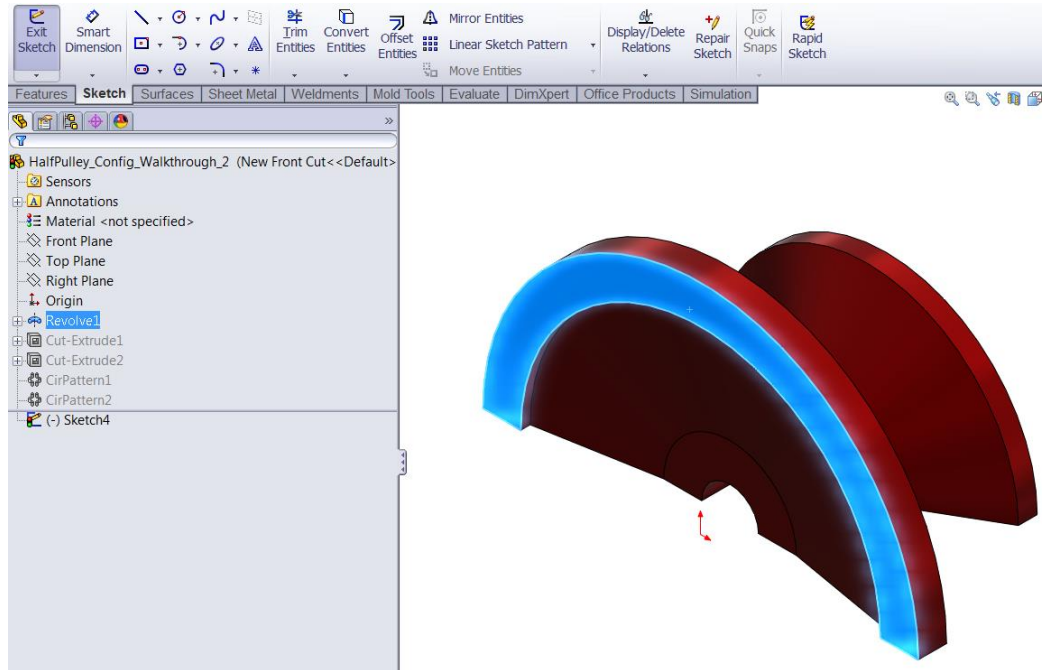 Exit Sketch
Smart Dimension
Trim Entities
Convert Entities
Offset Entities
Mirror Entities
Linear Sketch Pattern
Move Entities
Display/Delete Relations
Repair Sketch
Quick Snaps
Rapid Sketch
Features Sketch Surfaces Sheet Metal Weldments Mold Tools Evaluate DimXpert Office Products Simulation
»
HalfPulley_Config_Walkthrough_2 (New Front Cut<<Default>
Sensors
A Annotations
Material <not specified>
Front Plane
Top Plane
Right Plane
Origin
Revolve1
Cut-Extrude1
Cut-Extrude2
CirPattern1
CirPattern2
(-) Sketch4